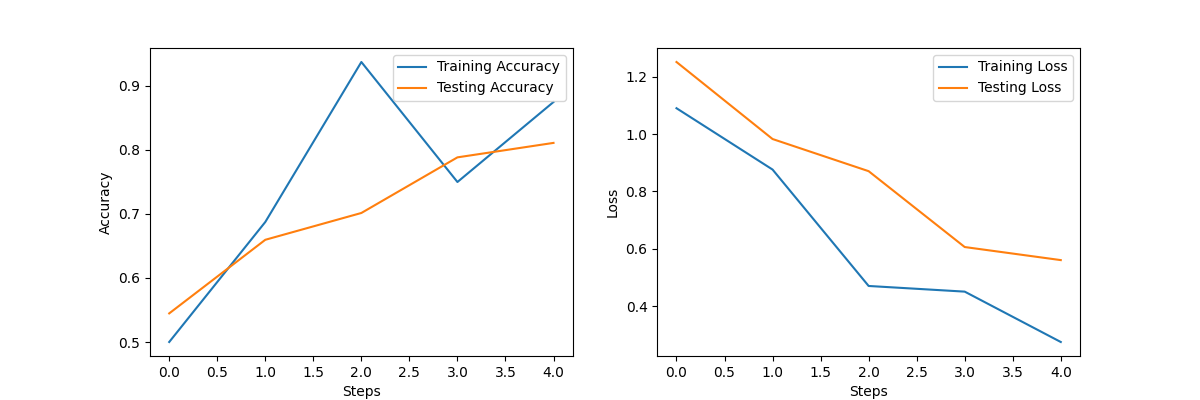 Training Accuracy
Testing Accuracy
0.9
0.8
0.7
0.6
0.5
Accuracy
0.0 0.5 1.0 1.5 2.0 2.5 3.0 3.5 4.0
Steps
Training Loss
Testing Loss
1.2
1.0
0.8
0.6
0.4
Loss
0.0 0.5 1.0 1.5 2.0 2.5 3.0 3.5 4.0
Steps